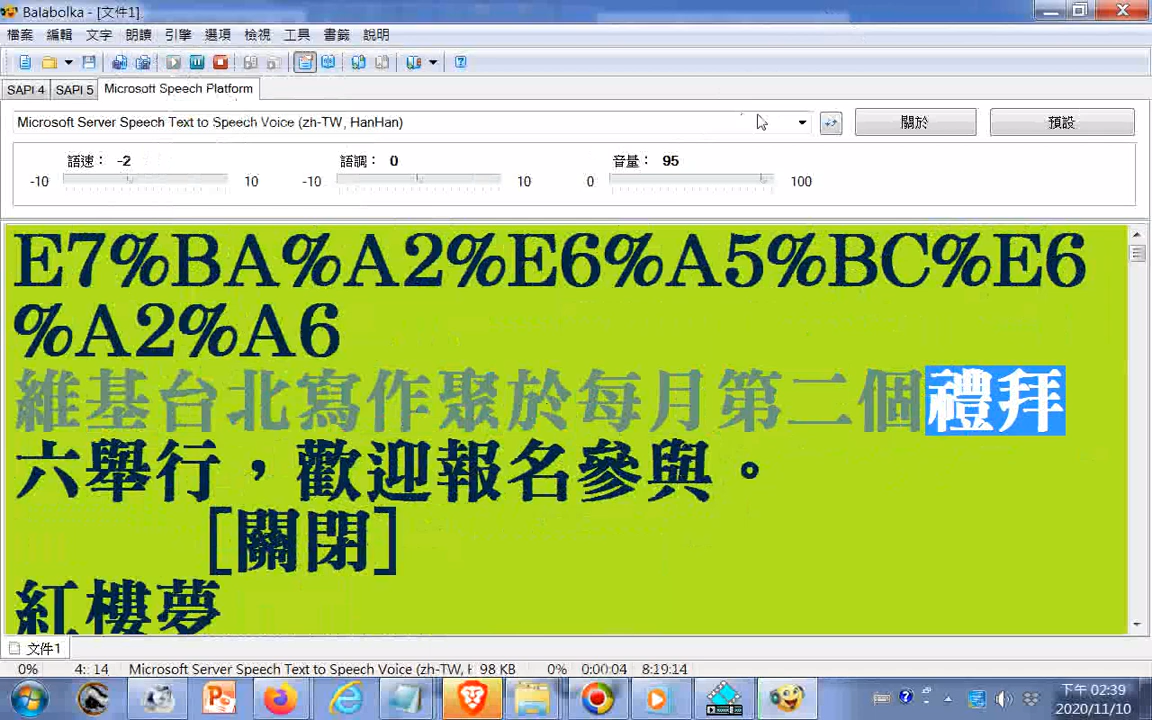 Balabolka - [文件1]
檔案 編輯 文字 朗讀 引擎 選項 檢視 工具 書籤 說明
SAPI 4 SAPI 5 Microsoft Speech Platform
Microsoft Server Speech Text to Speech Voice (zh-TW, HanHan) 關於 預設
語速： -2 語調： 0 音量： 95
-10 10 -10 10 0 100
E7%BA%A2%E6%A5%BC%E6
%A2%A6
維基台北寫作聚於每月第二個禮拜
六舉行，歡迎報名參與。
[關閉]
紅樓夢
文件1
0% 4: 14 Microsoft Server Speech Text to Speech Voice (zh-TW, H 98 KB 0% 0:00:04 8:19:14
下午 02:39
2020/11/10